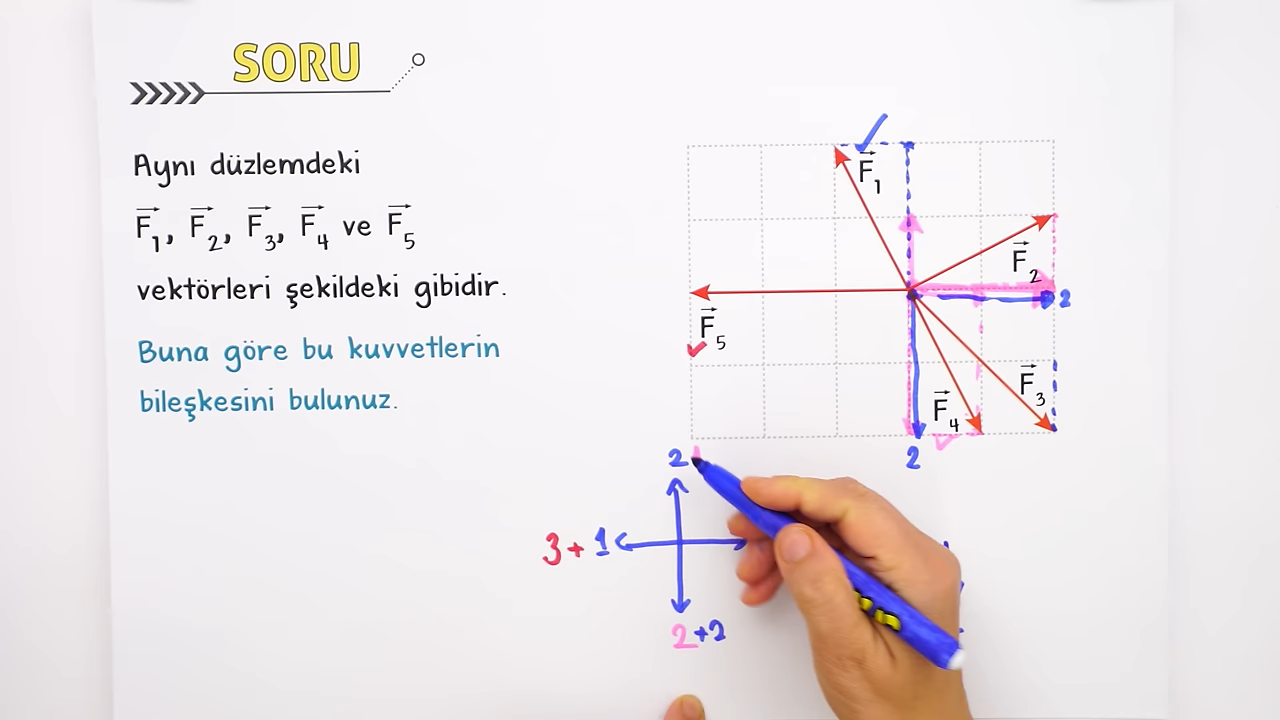 SORU
Aynı düzlemdeki
F₁, F₂, F₃, F₄ ve F₅
vektörleri şekildeki gibidir.
Buna göre bu kuvvetlerin
bileşkesini bulunuz.
F₁
F₂
2
F₅
F₃
F₄
2
2
3 + 1
2 + 2